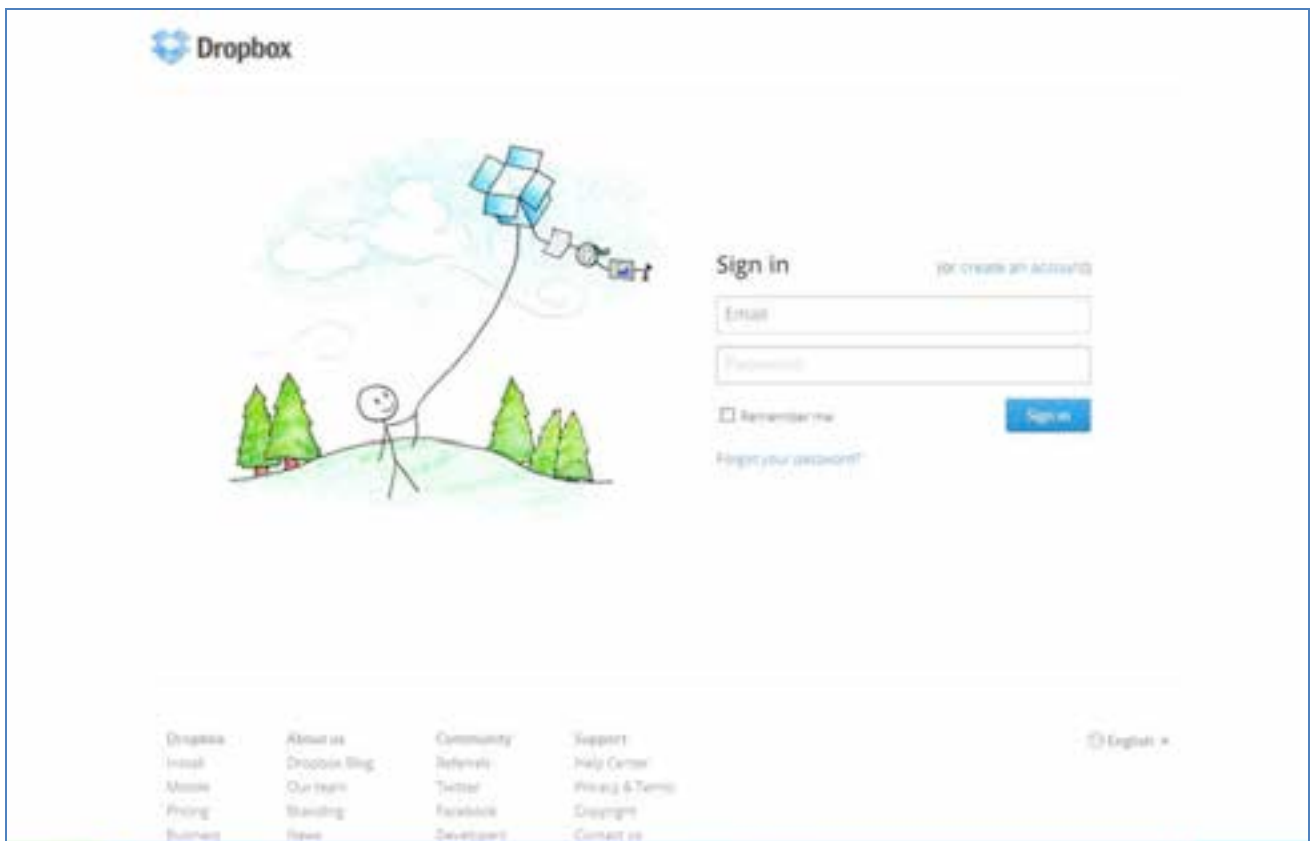 Dropbox
Sign in
(or create an account)
Email
Password
Remember me
Sign in
Forgot your password?
Dropbox
Install
Mobile
Pricing
Business
About us
Dropbox Blog
Our team
Branding
News
Community
Referrals
Twitter
Facebook
Developers
Support
Help Center
Privacy & Terms
Copyright
Contact us
English